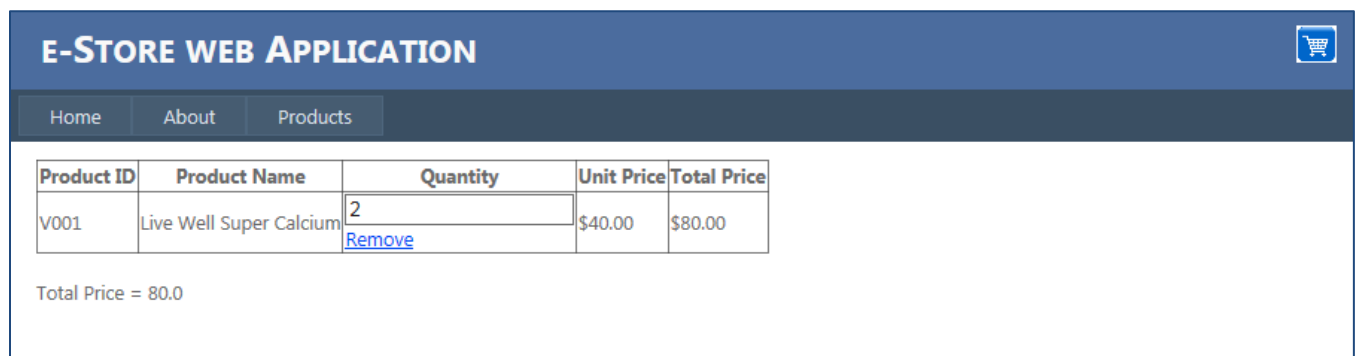 E-STORE WEB APPLICATION
Home About Products
Product ID Product Name Quantity Unit Price Total Price
V001 Live Well Super Calcium 2 $40.00 $80.00
Remove
Total Price = 80.0